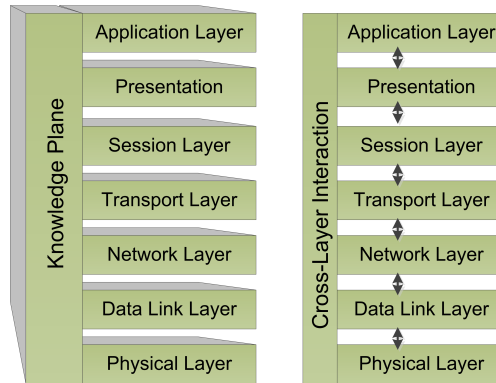 Knowledge Plane
Application Layer
Presentation
Session Layer
Transport Layer
Network Layer
Data Link Layer
Physical Layer
Cross-Layer Interaction
Application Layer
Presentation
Session Layer
Transport Layer
Network Layer
Data Link Layer
Physical Layer